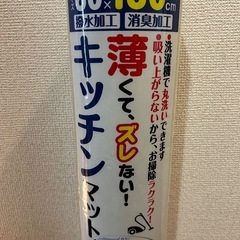 60×180cm
撥水加工
消臭加工
洗濯機で丸洗いできます
吸い上がらないから、お掃除ラクラク!
薄くて、ズレない!
キッチンマット